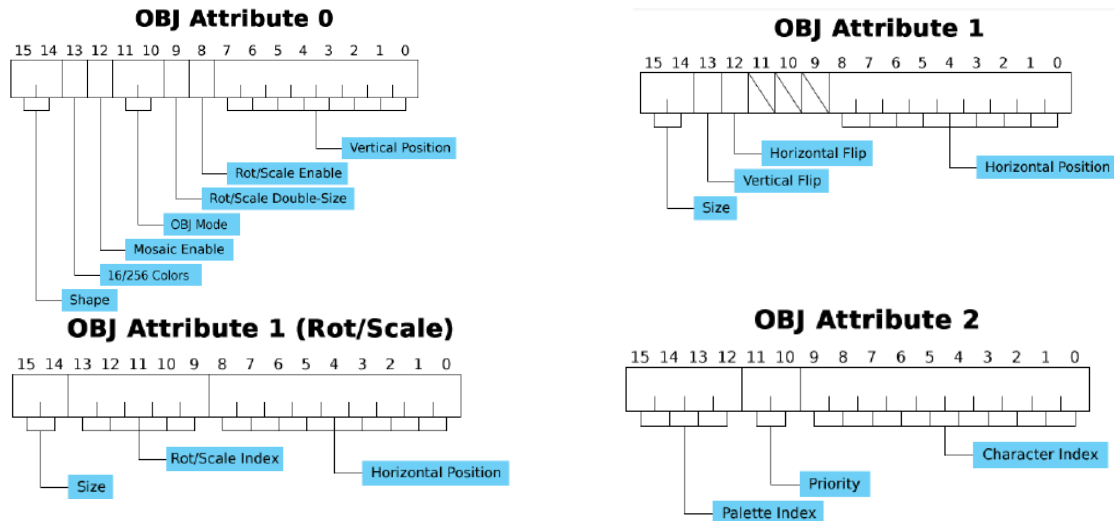 OBJ Attribute 0
15 14 13 12 11 10 9 8 7 6 5 4 3 2 1 0
Vertical Position
Rot/Scale Enable
Rot/Scale Double-Size
OBJ Mode
Mosaic Enable
16/256 Colors
Shape
OBJ Attribute 1
15 14 13 12 11 10 9 8 7 6 5 4 3 2 1 0
Horizontal Flip
Horizontal Position
Vertical Flip
Size
OBJ Attribute 1 (Rot/Scale)
15 14 13 12 11 10 9 8 7 6 5 4 3 2 1 0
Rot/Scale Index
Horizontal Position
Size
OBJ Attribute 2
15 14 13 12 11 10 9 8 7 6 5 4 3 2 1 0
Character Index
Priority
Palette Index